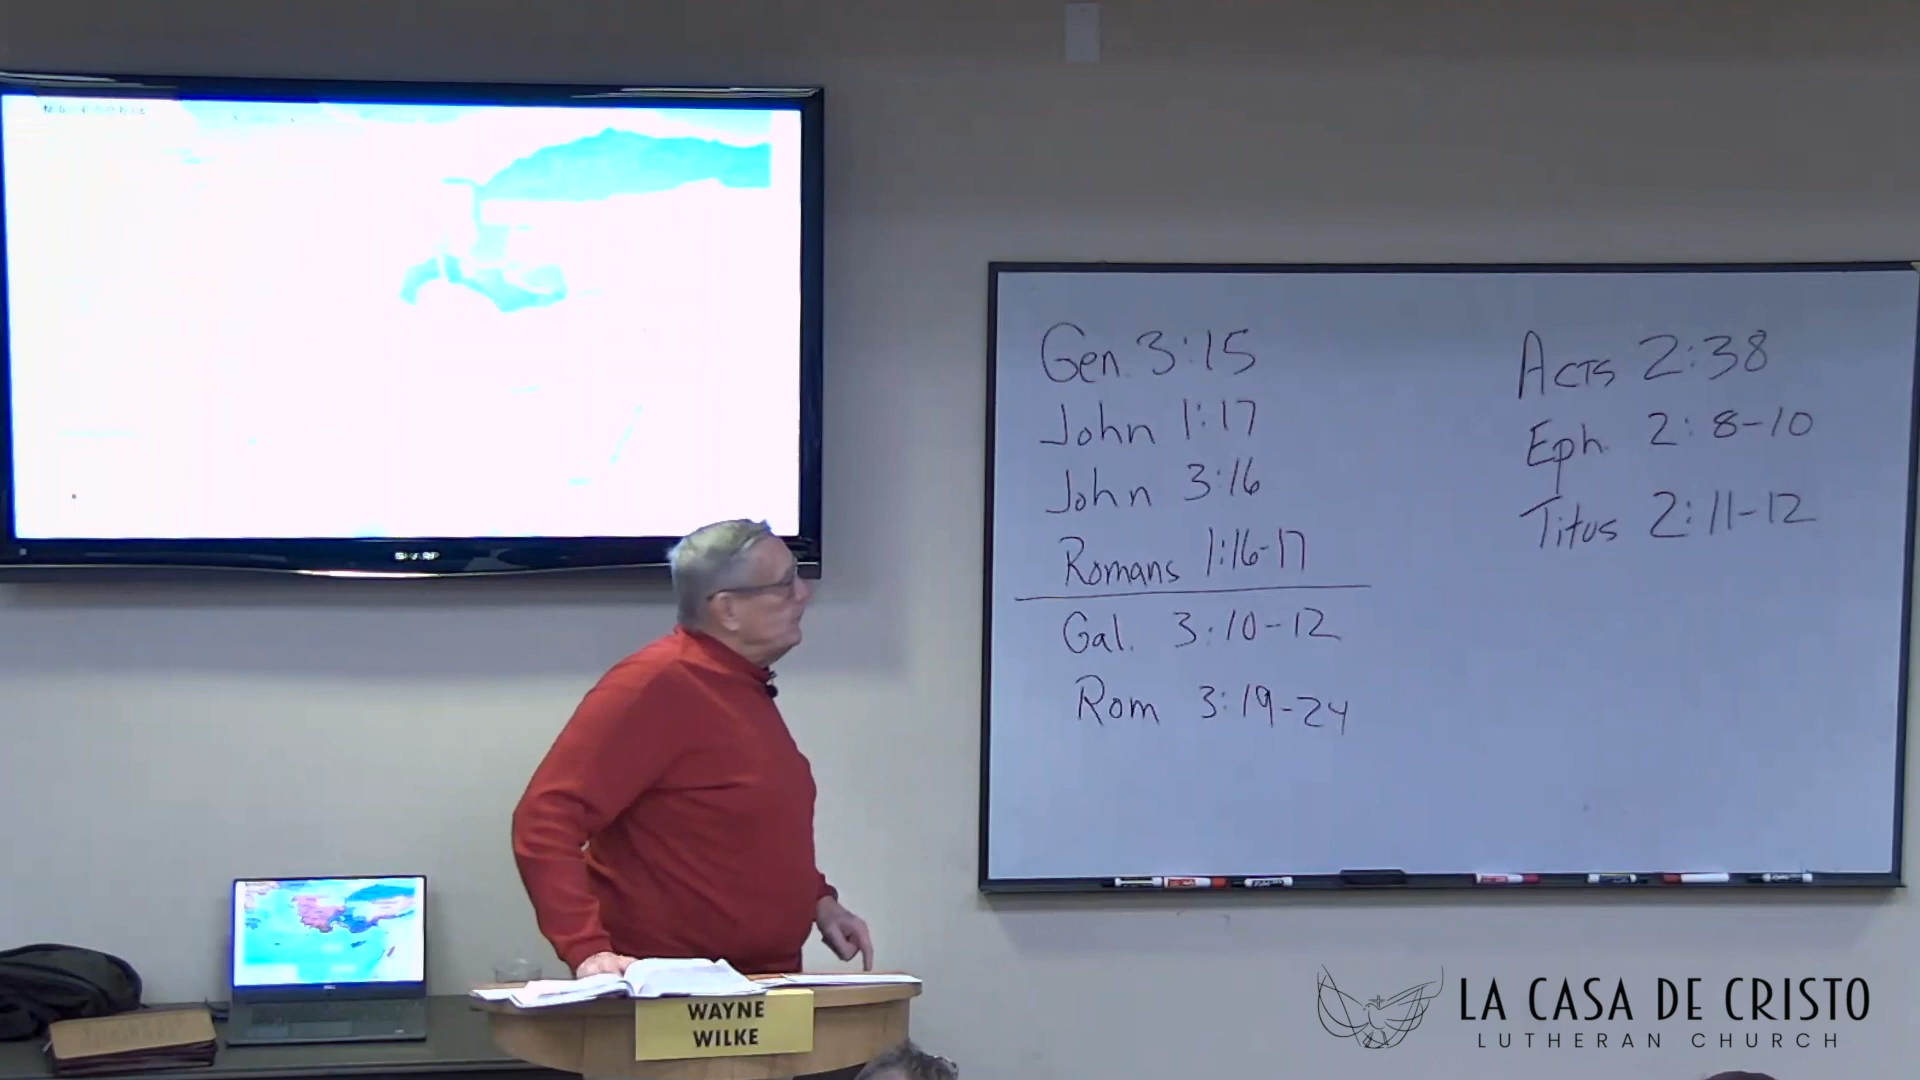 SHARP
Gen. 3:15
John 1:17
John 3:16
Romans 1:16-17
Gal. 3:10-12
Rom 3:19-24
Acts 2:38
Eph. 2:8-10
Titus 2:11-12
WAYNE
WILKE
LA CASA DE CRISTO
LUTHERAN CHURCH